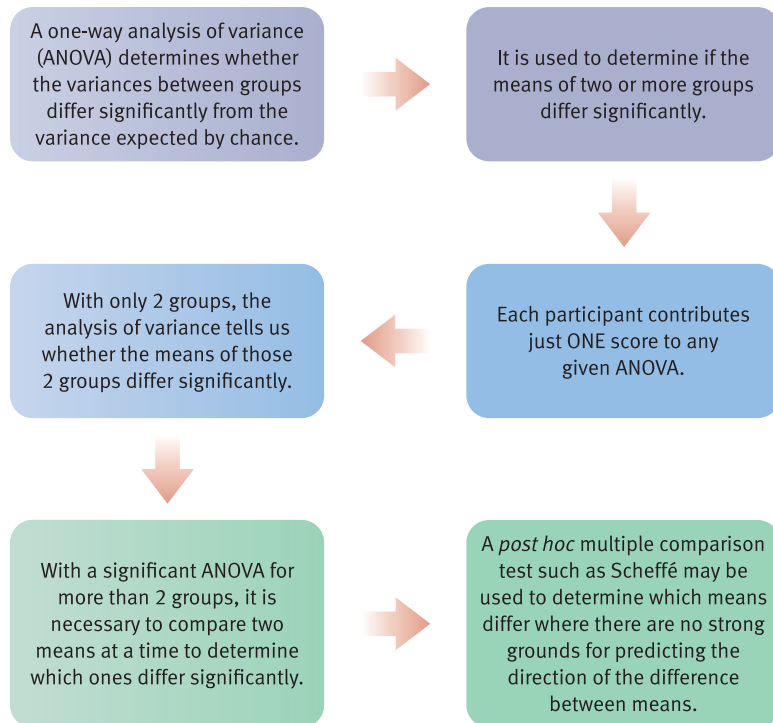 A one-way analysis of variance
(ANOVA) determines whether
the variances between groups
differ significantly from the
variance expected by chance.
It is used to determine if the
means of two or more groups
differ significantly.
Each participant contributes
just ONE score to any
given ANOVA.
With only 2 groups, the
analysis of variance tells us
whether the means of those
2 groups differ significantly.
With a significant ANOVA for
more than 2 groups, it is
necessary to compare two
means at a time to determine
which ones differ significantly.
A post hoc multiple comparison
test such as Scheffé may be
used to determine which means
differ where there are no strong
grounds for predicting the
direction of the difference
between means.